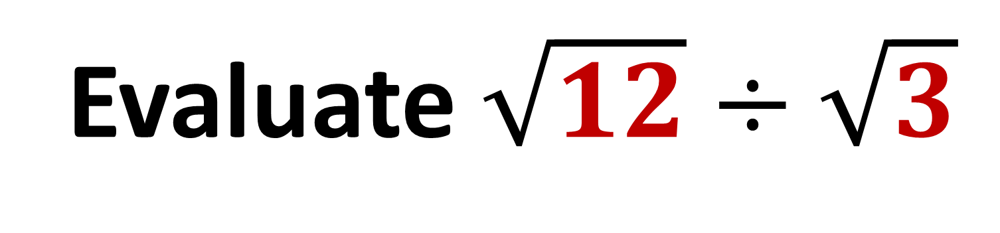 Evaluate √12 ÷ √3